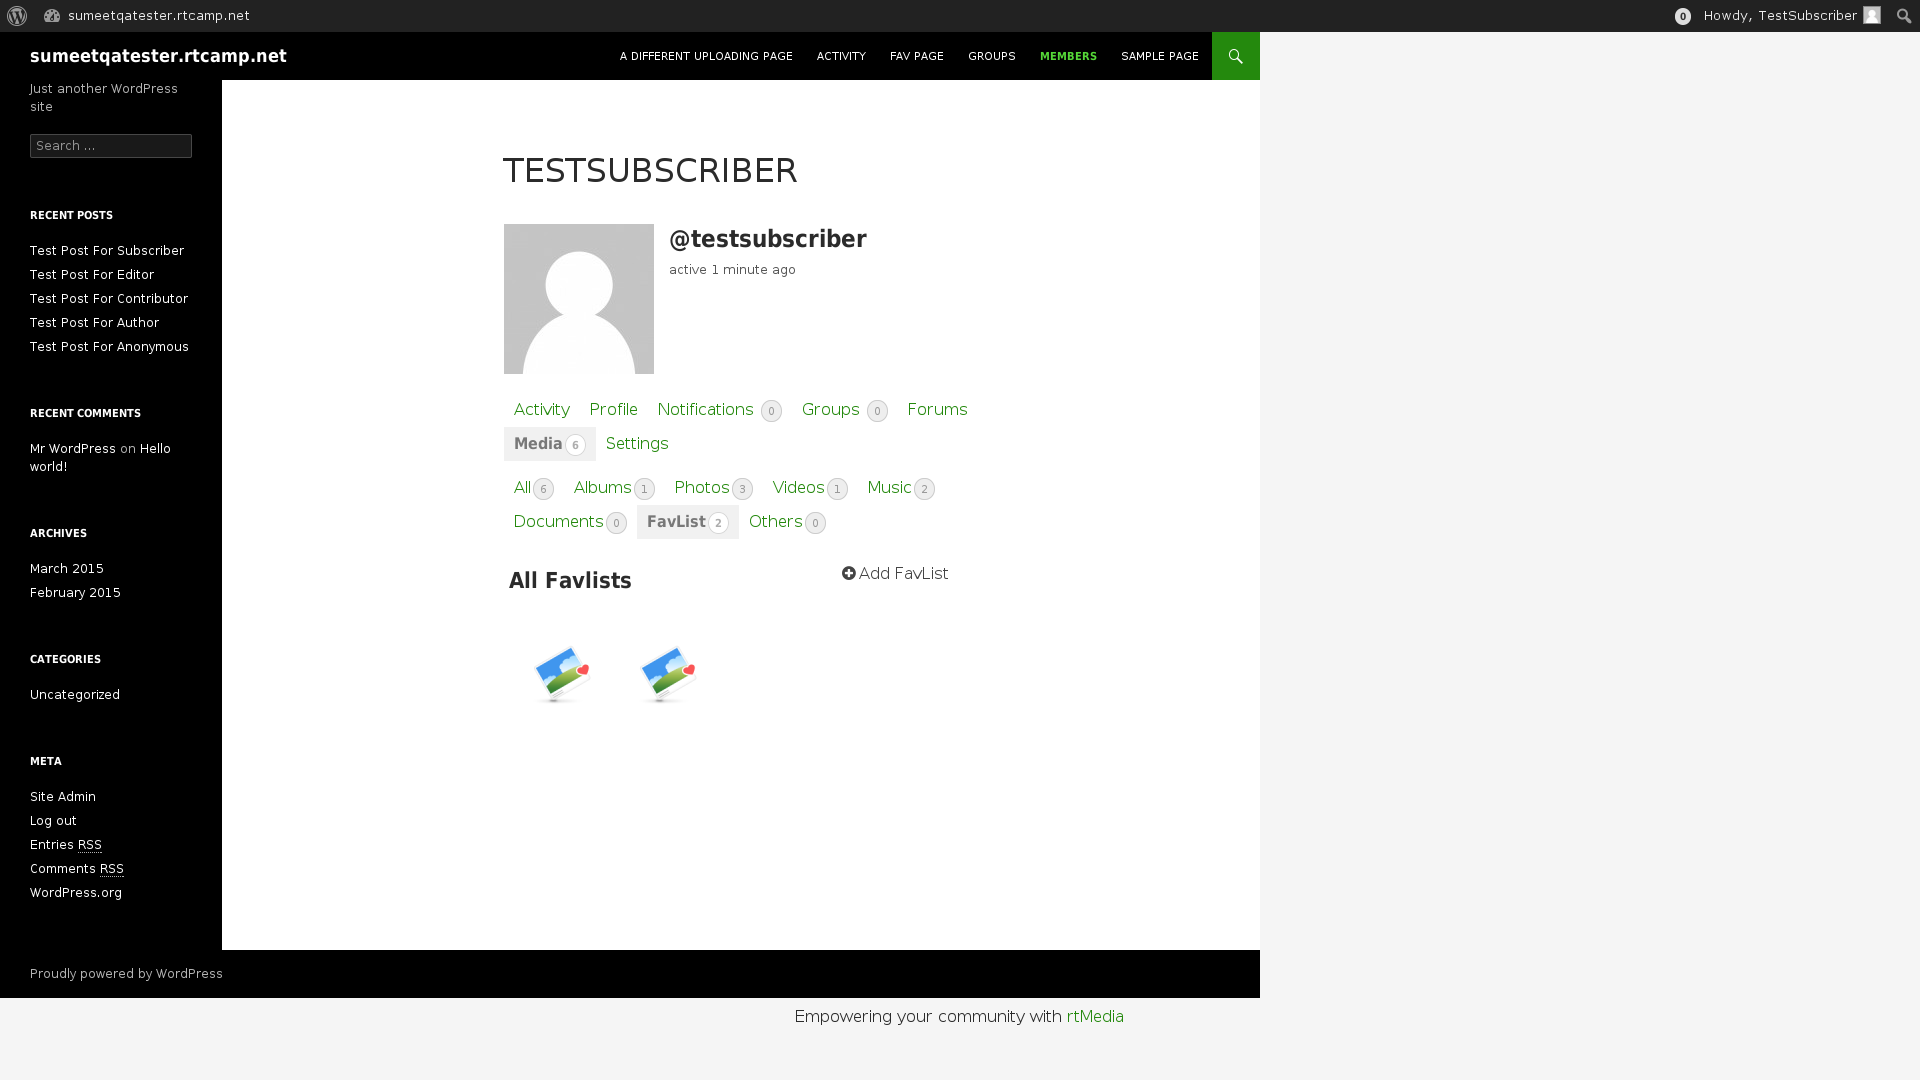 sumeetqatester.rtcamp.net
0 Howdy, TestSubscriber
sumeetqatester.rtcamp.net
A DIFFERENT UPLOADING PAGE ACTIVITY FAV PAGE GROUPS MEMBERS SAMPLE PAGE
Just another WordPress
site
Search ...
RECENT POSTS
Test Post For Subscriber
Test Post For Editor
Test Post For Contributor
Test Post For Author
Test Post For Anonymous
RECENT COMMENTS
Mr WordPress on Hello
world!
ARCHIVES
March 2015
February 2015
CATEGORIES
Uncategorized
META
Site Admin
Log out
Entries RSS
Comments RSS
WordPress.org
TESTSUBSCRIBER
@testsubscriber
active 1 minute ago
Activity Profile Notifications 0 Groups 0 Forums
Media 6 Settings
All 6 Albums 1 Photos 3 Videos 1 Music 2
Documents 0 FavList 2 Others 0
All Favlists
Add FavList
Proudly powered by WordPress
Empowering your community with rtMedia